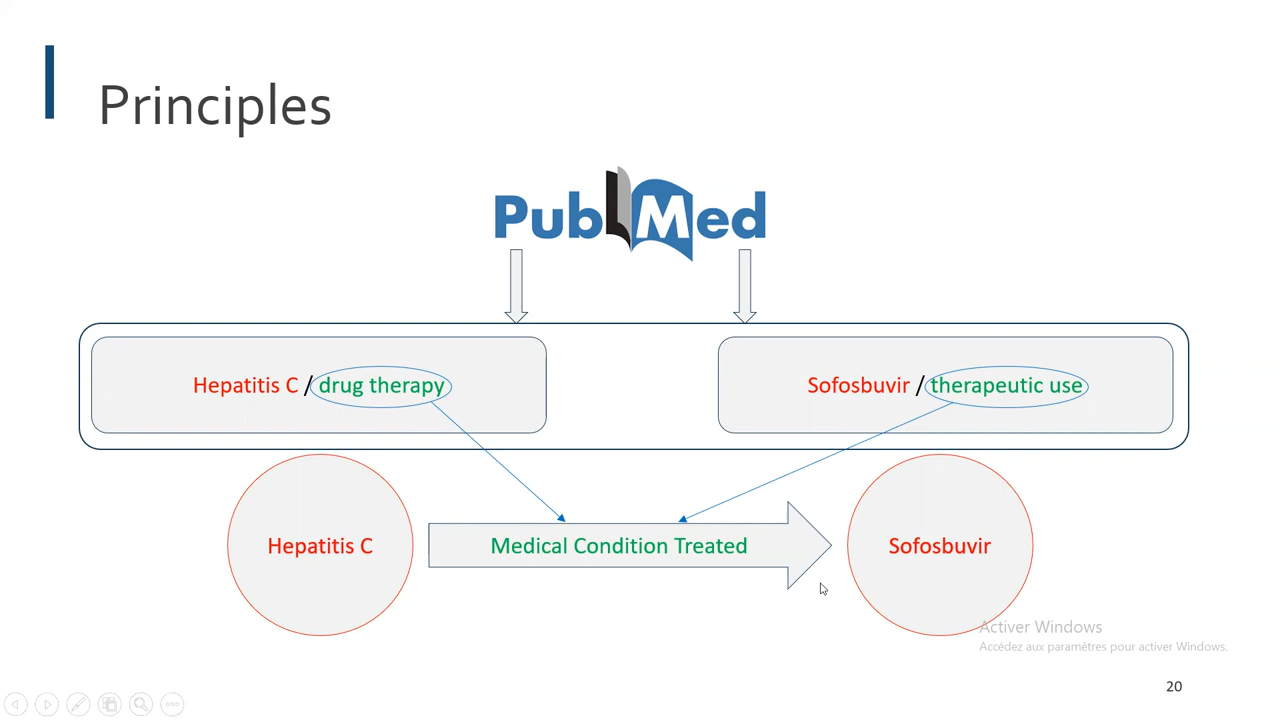 Principles
PubMed
Hepatitis C / drug therapy
Sofosbuvir / therapeutic use
Hepatitis C
Medical Condition Treated
Sofosbuvir
Activer Windows
Accédez aux paramètres pour activer Windows.
20